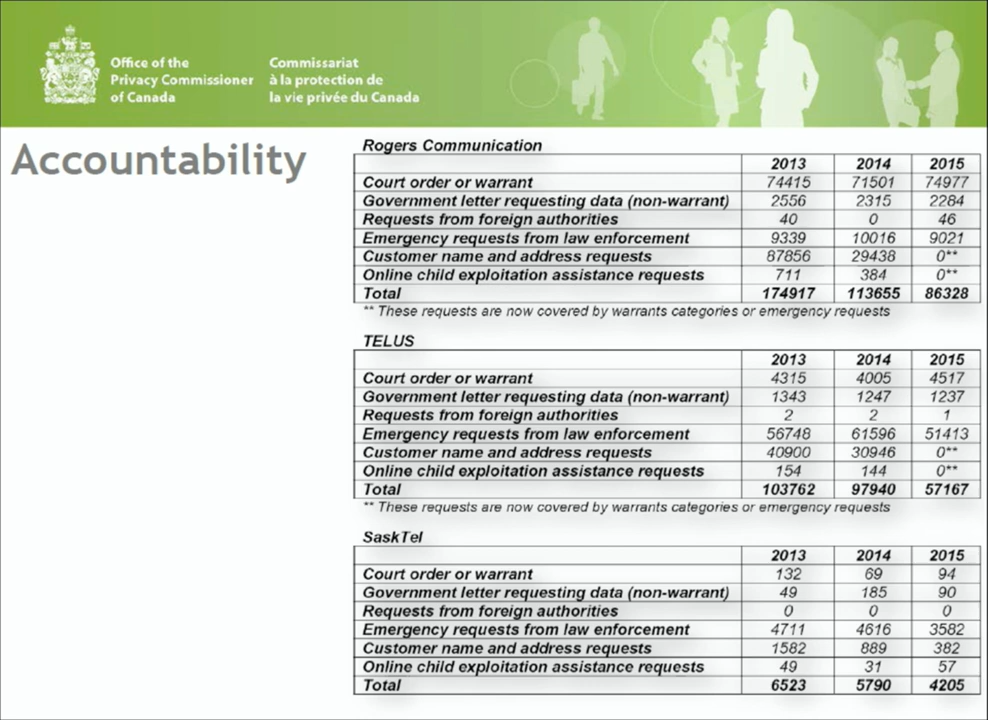 Office of the
Privacy Commissioner
of Canada
Commissariat
à la protection de
la vie privée du Canada
Accountability
Rogers Communication
2013 2014 2015
Court order or warrant 74415 71501 74977
Government letter requesting data (non-warrant) 2556 2315 2284
Requests from foreign authorities 40 0 46
Emergency requests from law enforcement 9339 10016 9021
Customer name and address requests 87856 29438 0**
Online child exploitation assistance requests 711 384 0**
Total 174917 113655 86328
** These requests are now covered by warrants categories or emergency requests
TELUS
2013 2014 2015
Court order or warrant 4315 4005 4517
Government letter requesting data (non-warrant) 1343 1247 1237
Requests from foreign authorities 2 2 1
Emergency requests from law enforcement 56748 61596 51413
Customer name and address requests 40900 30946 0**
Online child exploitation assistance requests 154 144 0**
Total 103762 97940 57167
** These requests are now covered by warrants categories or emergency requests
SaskTel
2013 2014 2015
Court order or warrant 132 69 94
Government letter requesting data (non-warrant) 49 185 90
Requests from foreign authorities 0 0 0
Emergency requests from law enforcement 4711 4616 3582
Customer name and address requests 1582 889 382
Online child exploitation assistance requests 49 31 57
Total 6523 5790 4205